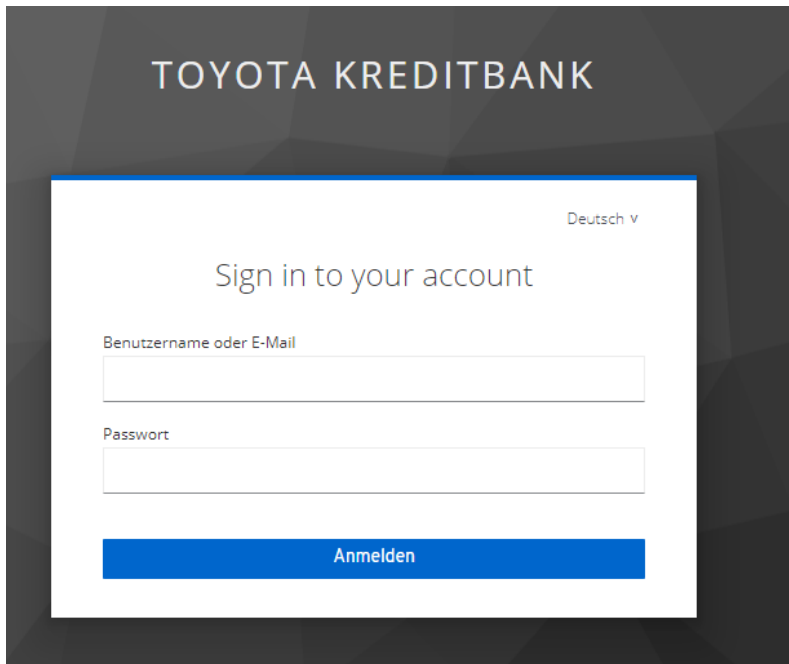 TOYOTA KREDITBANK
Deutsch v
Sign in to your account
Benutzername oder E-Mail
Passwort
Anmelden